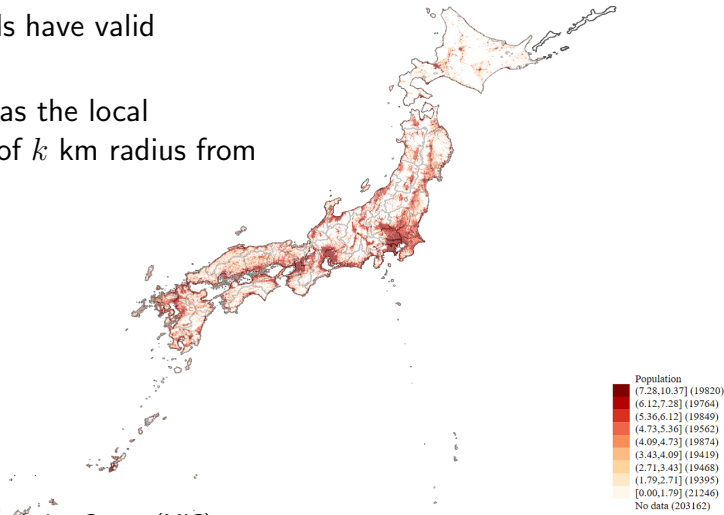 ls have valid
as the local
of k km radius from
Population
(7.28,10.37] (19820)
(6.12,7.28] (19764)
(5.36,6.12] (19849)
(4.73,5.36] (19562)
(4.09,4.73] (19874)
(3.43,4.09] (19419)
(2.71,3.43] (19468)
(1.79,2.71] (19395)
[0.00,1.79] (21246)
No data (203162)